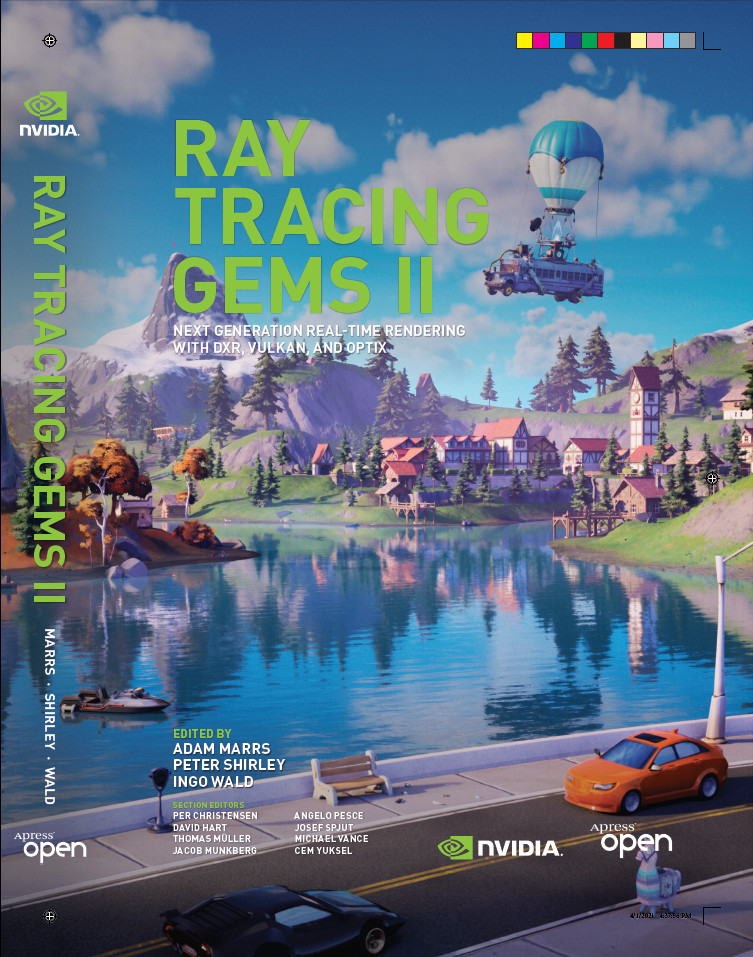 NVIDIA.
RAY TRACING GEMS II
MARRS · SHIRLEY · WALD
Apress®
open
RAY
TRACING
GEMS II
NEXT GENERATION REAL-TIME RENDERING
WITH DXR, VULKAN, AND OPTIX
EDITED BY
ADAM MARRS
PETER SHIRLEY
INGO WALD
SECTION EDITORS
PER CHRISTENSEN
DAVID HART
THOMAS MÜLLER
JACOB MUNKBERG
ANGELO PESCE
JOSEF SPJUT
MICHAEL VANCE
CEM YUKSEL
NVIDIA.
Apress®
open